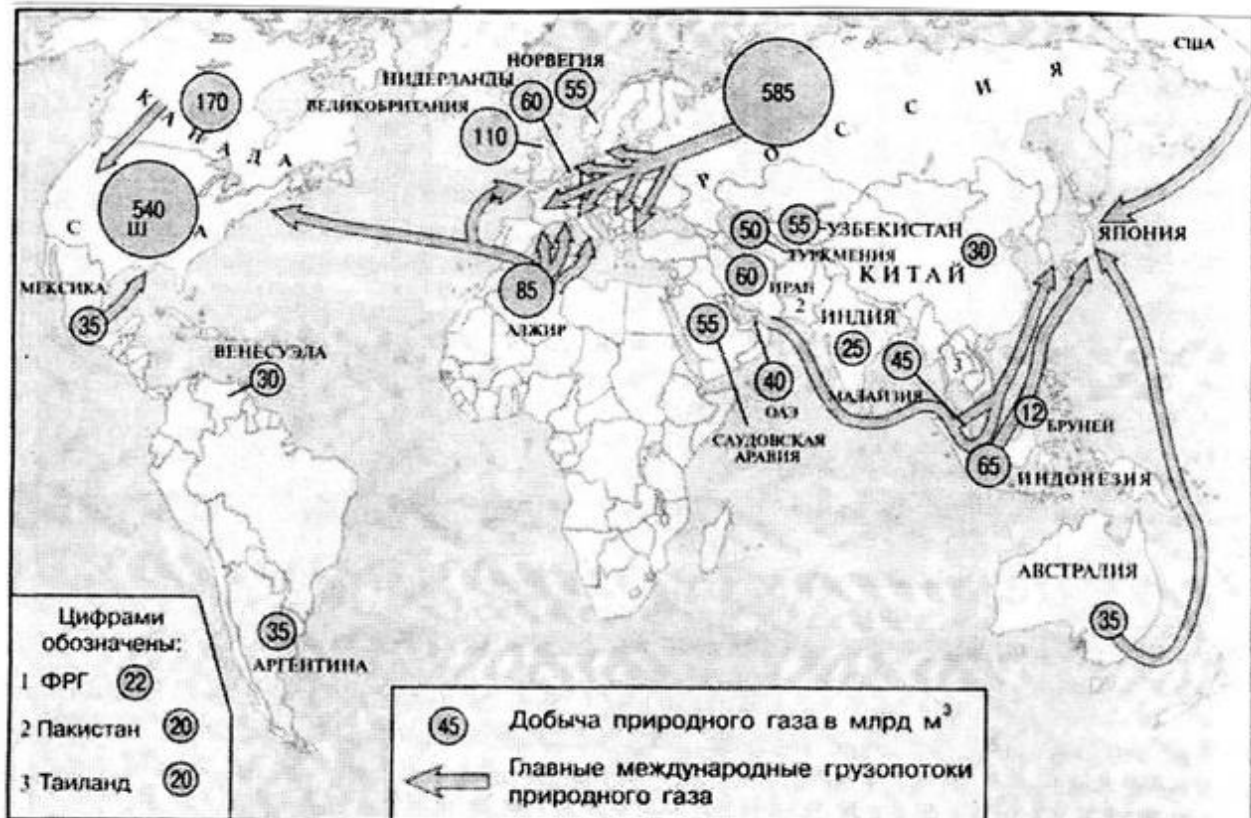 США
НОРВЕГИЯ
55
НИДЕРЛАНДЫ
60
ВЕЛИКОБРИТАНИЯ
110
585
РОССИЯ
170
КАНАДА
540
США
ЯПОНИЯ
55
УЗБЕКИСТАН
50
ТУРКМЕНИЯ
30
КИТАЙ
60
ИРАН
2
МЕКСИКА
35
85
АЛЖИР
55
ИНДИЯ
25
45
3
ВЕНЕСУЭЛА
30
40
ОАЭ
МАЛАЙЗИЯ
12
БРУНЕЙ
САУДОВСКАЯ
АРАВИЯ
65
ИНДОНЕЗИЯ
АВСТРАЛИЯ
35
35
АРГЕНТИНА
Цифрами
обозначены:
1 ФРГ 22
2 Пакистан 20
3 Таиланд 20
45 Добыча природного газа в млрд м³
Главные международные грузопотоки
природного газа